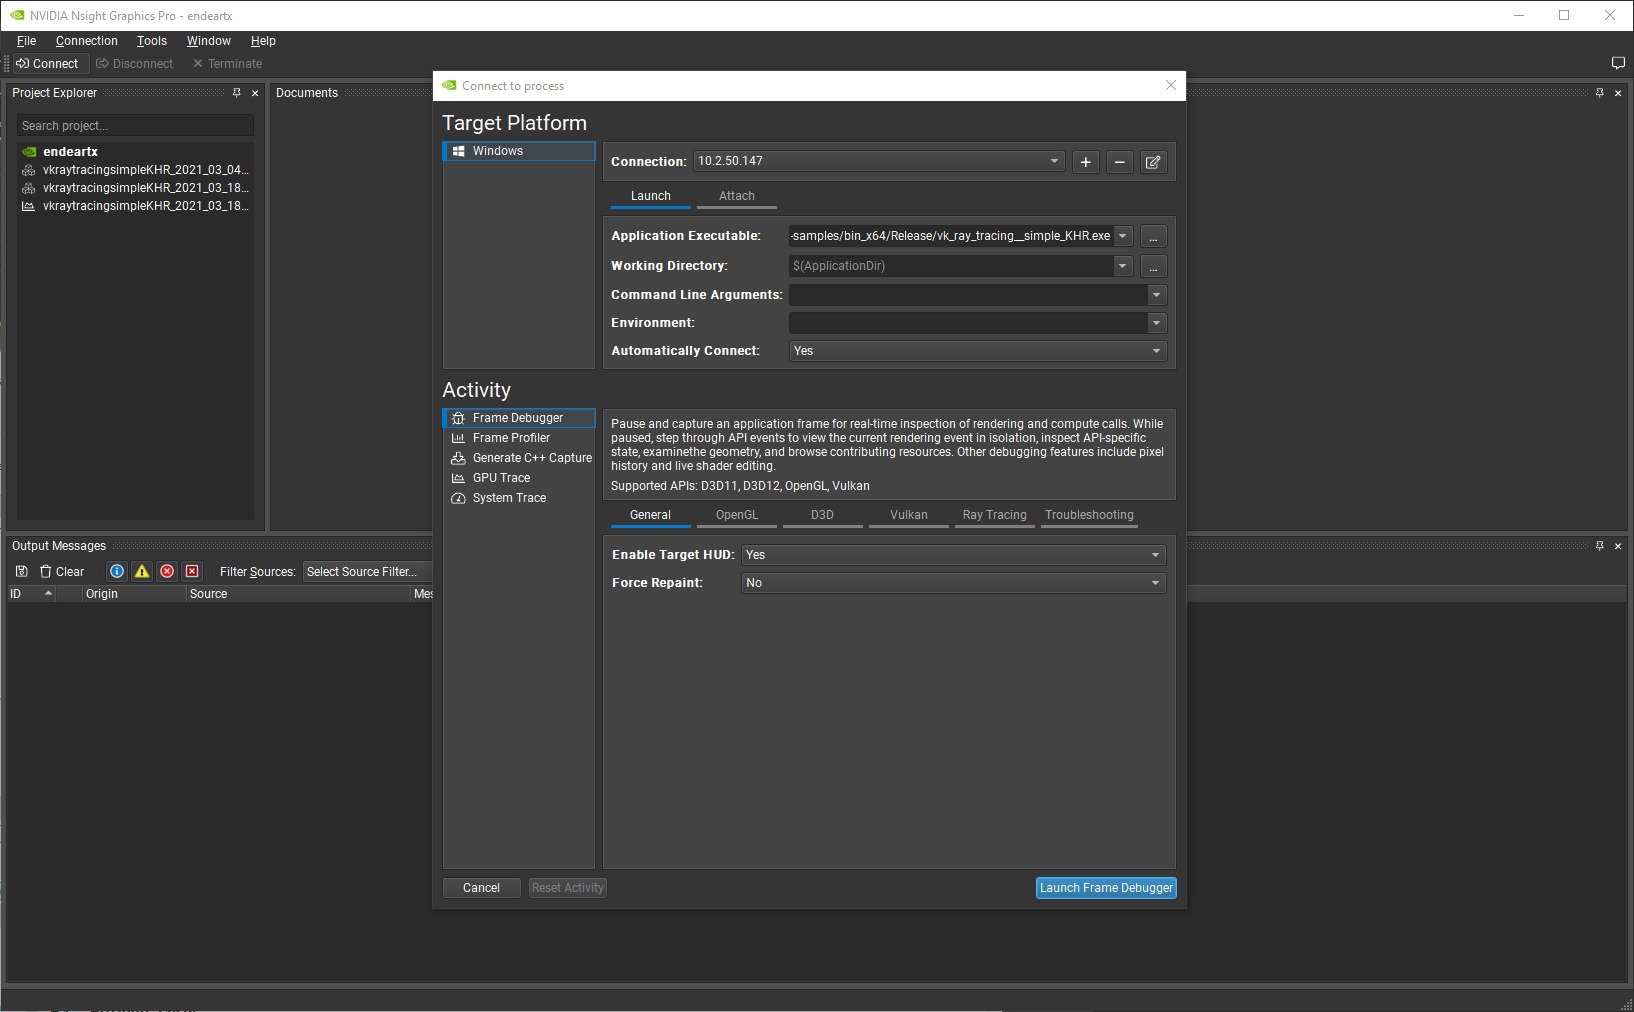 NVIDIA Nsight Graphics Pro - endeartx
File Connection Tools Window Help
Connect Disconnect Terminate
Project Explorer
Search project...
endeartx
vkraytracingsimpleKHR_2021_03_04...
vkraytracingsimpleKHR_2021_03_18...
vkraytracingsimpleKHR_2021_03_18...
Documents
Connect to process
Target Platform
Windows
Connection: 10.2.50.147
Launch Attach
Application Executable: -samples/bin_x64/Release/vk_ray_tracing__simple_KHR.exe ...
Working Directory: $(ApplicationDir) ...
Command Line Arguments:
Environment:
Automatically Connect: Yes
Activity
Frame Debugger
Frame Profiler
Generate C++ Capture
GPU Trace
System Trace
Pause and capture an application frame for real-time inspection of rendering and compute calls. While
paused, step through API events to view the current rendering event in isolation, inspect API-specific
state, examinethe geometry, and browse contributing resources. Other debugging features include pixel
history and live shader editing.
Supported APIs: D3D11, D3D12, OpenGL, Vulkan
General OpenGL D3D Vulkan Ray Tracing Troubleshooting
Enable Target HUD: Yes
Force Repaint: No
Cancel Reset Activity Launch Frame Debugger
Output Messages
Clear Filter Sources: Select Source Filter...
ID Origin Source Mes